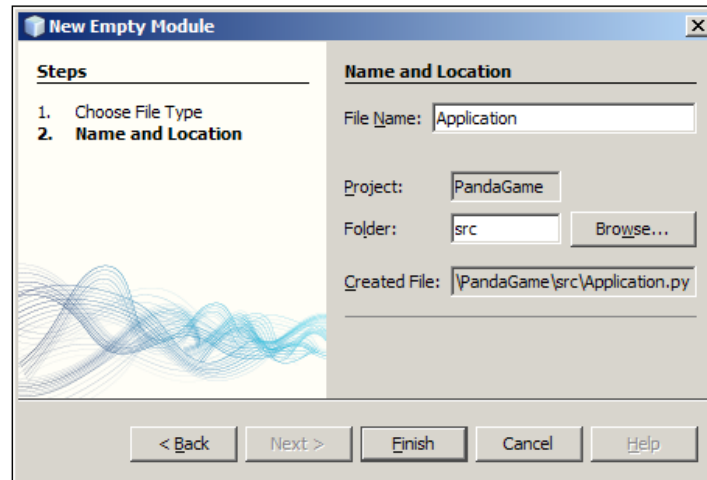 New Empty Module
Steps
1. Choose File Type
2. Name and Location
Name and Location
File Name: Application
Project: PandaGame
Folder: src Browse...
Created File: \PandaGame\src\Application.py
< Back Next > Finish Cancel Help